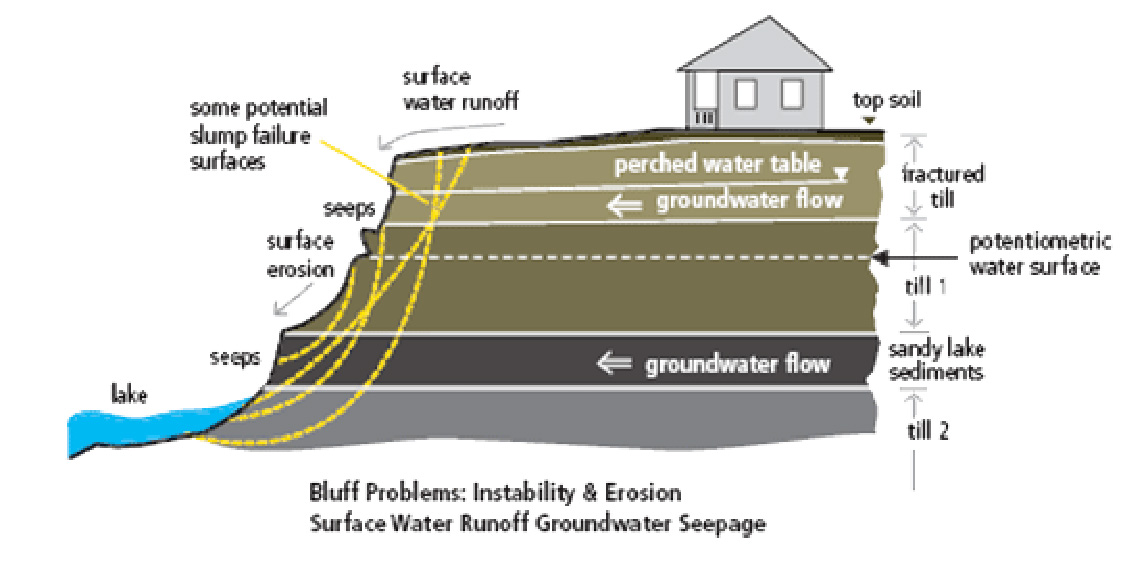 surface
water runoff
some potential
slump failure
surfaces
top soil
perched water table
groundwater flow
fractured
till
seeps
surface
erosion
potentiometric
water surface
till 1
seeps
groundwater flow
sandy lake
sediments
lake
till 2
Bluff Problems: Instability & Erosion
Surface Water Runoff Groundwater Seepage